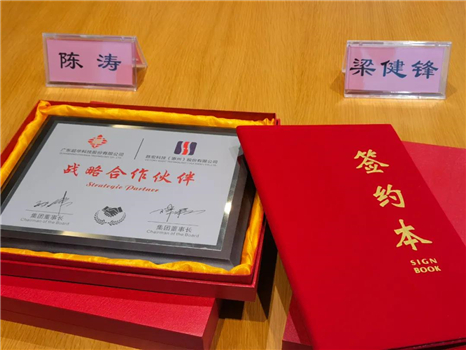 陈涛
梁健锋
战略合作伙伴
Strategic Partner
集团董事长
Chairman of the Board
集团董事长
Chairman of the Board
签约本
SIGN
BOOK